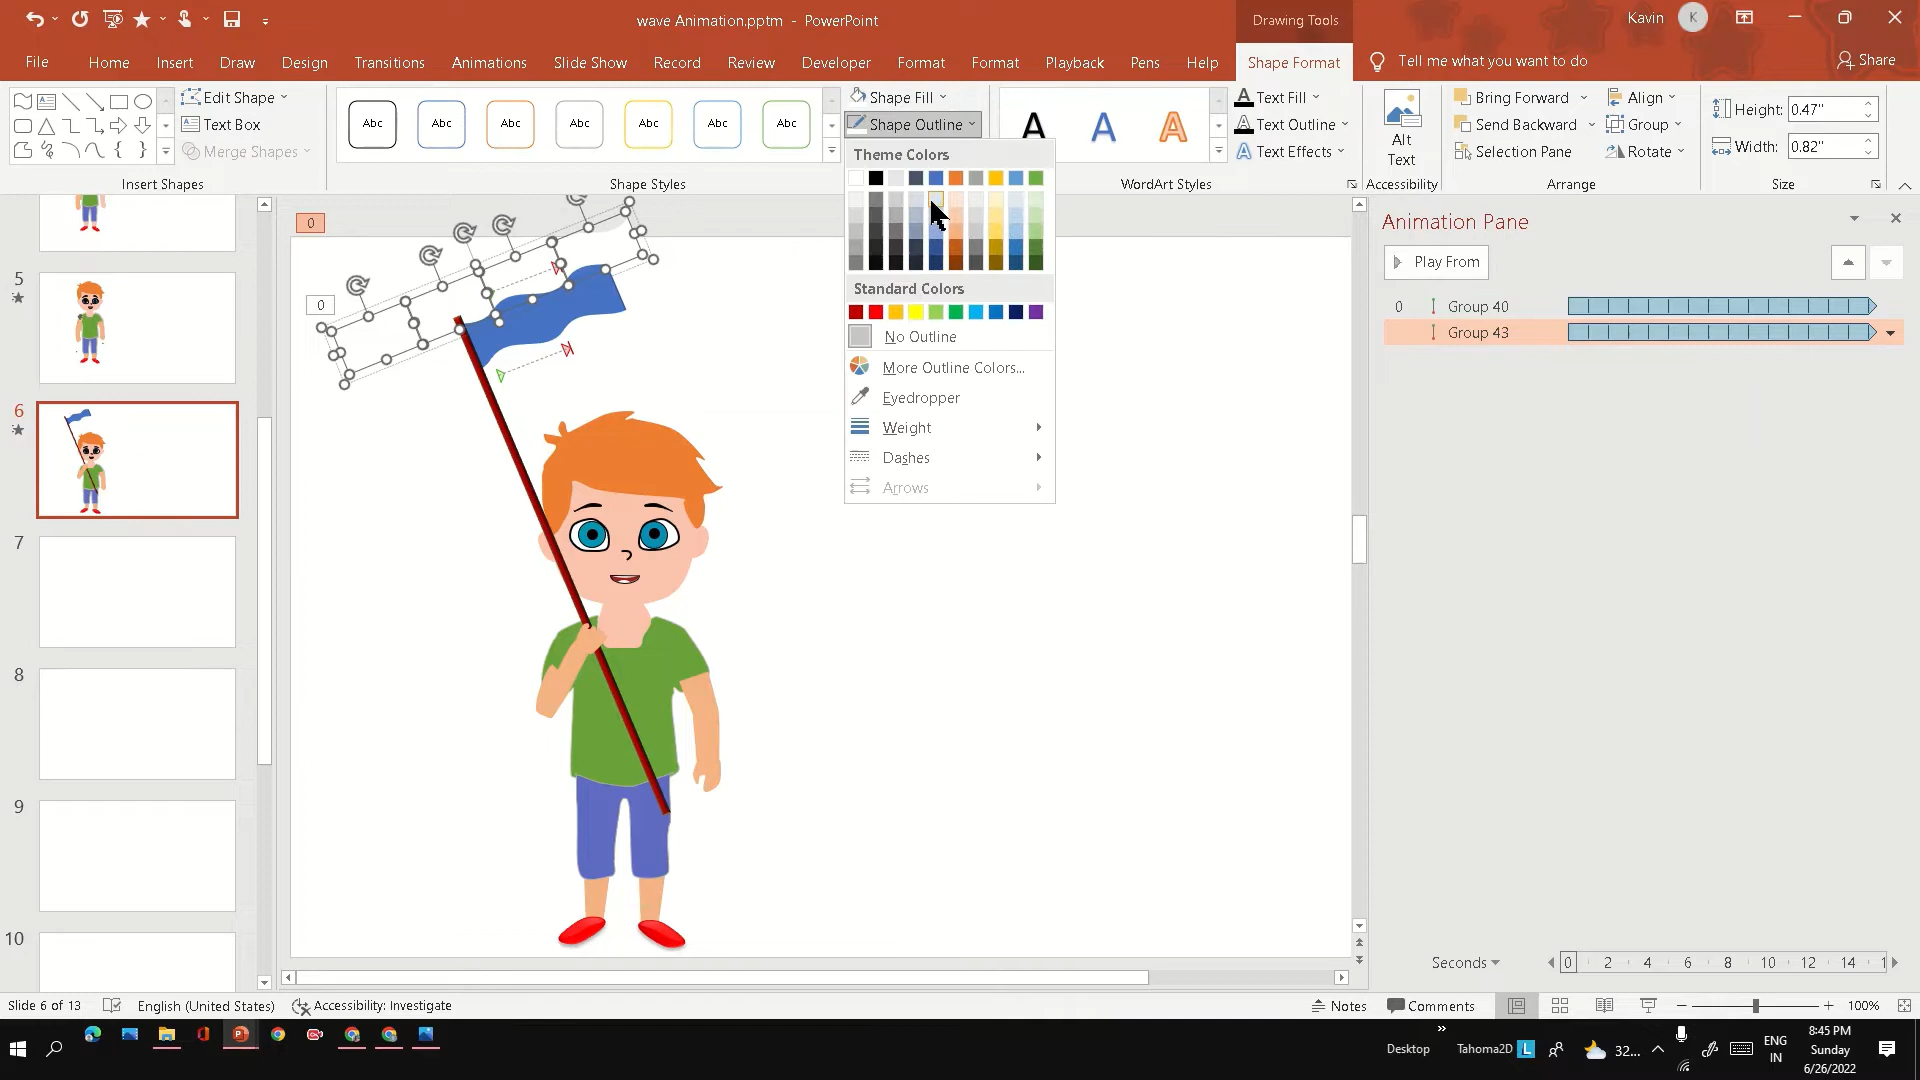 wave Animation.pptm - PowerPoint
Drawing Tools
Kavin
K
File Home Insert Draw Design Transitions Animations Slide Show Record Review Developer Format Format Playback Pens Help Shape Format Tell me what you want to do Share
Edit Shape
Text Box
Merge Shapes
Insert Shapes
Abc Abc Abc Abc Abc Abc Abc
Shape Styles
Shape Fill
Shape Outline
A A A
WordArt Styles
Text Fill
Text Outline
Text Effects
Alt
Text
Accessibility
Bring Forward
Send Backward
Selection Pane
Align
Group
Rotate
Arrange
Height: 0.47"
Width: 0.82"
Size
Theme Colors
Standard Colors
No Outline
More Outline Colors...
Eyedropper
Weight
Dashes
Arrows
0
0
5
6
7
8
9
10
Animation Pane
Play From
0 Group 40
Group 43
Seconds 0 2 4 6 8 10 12 14 1
Slide 6 of 13 English (United States) Accessibility: Investigate Notes Comments 100%
Desktop Tahoma2D L 32... ENG
IN
8:45 PM
Sunday
6/26/2022